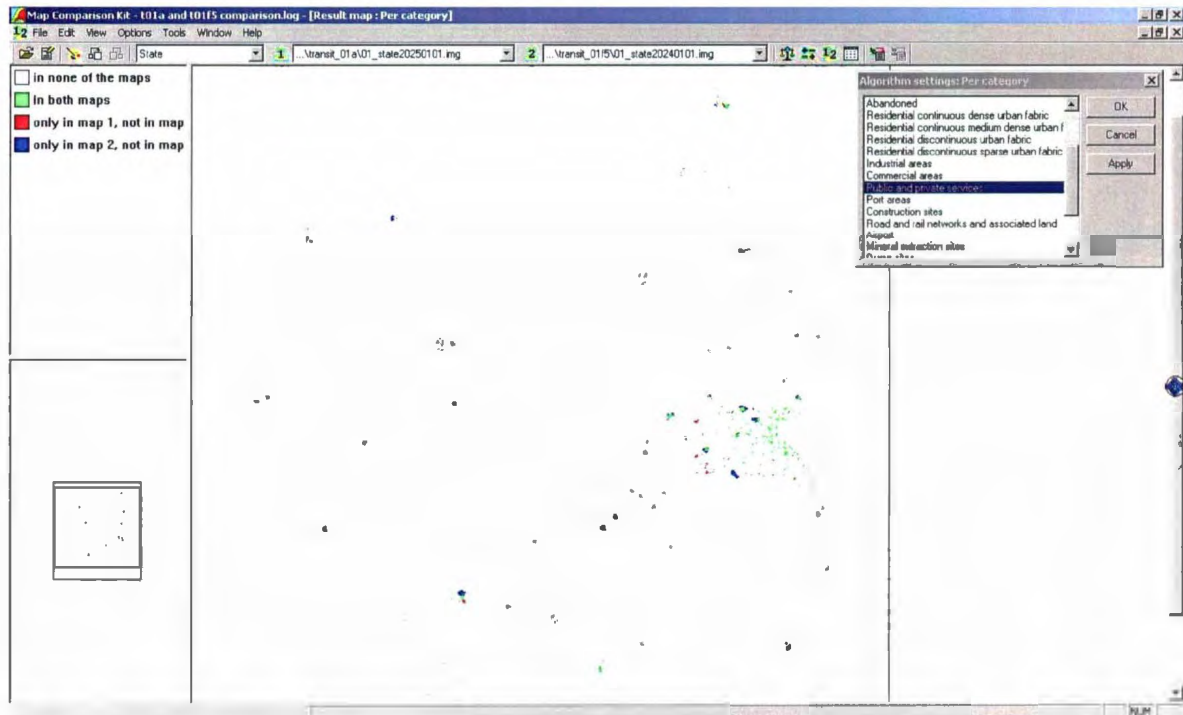 Map Comparison Kit - t01a and t01f5 comparison.log - [Result map : Per category]
File Edit View Options Tools Window Help
State 1 ...\transit_01a\01_state20250101.img 2 ...\transit_01f5\01_state20240101.img
in none of the maps
in both maps
only in map 1, not in map
only in map 2, not in map
Algorithm settings: Per category
Abandoned
Residential continuous dense urban fabric
Residential continuous medium dense urban f
Residential discontinuous urban fabric
Residential discontinuous sparse urban fabric
Industrial areas
Commercial areas
Public and private services
Port areas
Construction sites
Road and rail networks and associated land
Airport
Mineral extraction sites
Dump sites
OK
Cancel
Apply
NUM